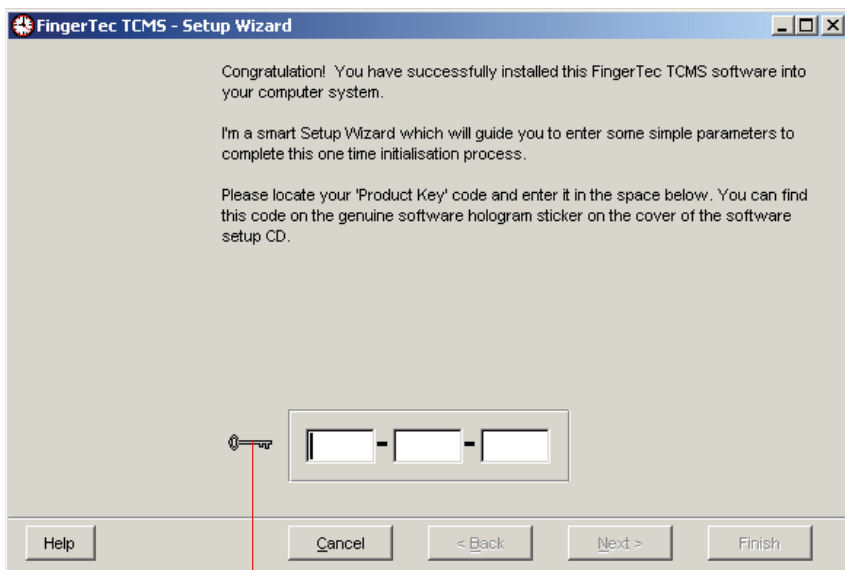 FingerTec TCMS - Setup Wizard
Congratulation! You have successfully installed this FingerTec TCMS software into
your computer system.
I'm a smart Setup Wizard which will guide you to enter some simple parameters to
complete this one time initialisation process.
Please locate your 'Product Key' code and enter it in the space below. You can find
this code on the genuine software hologram sticker on the cover of the software
setup CD.
- -
Help Cancel < Back Next > Finish